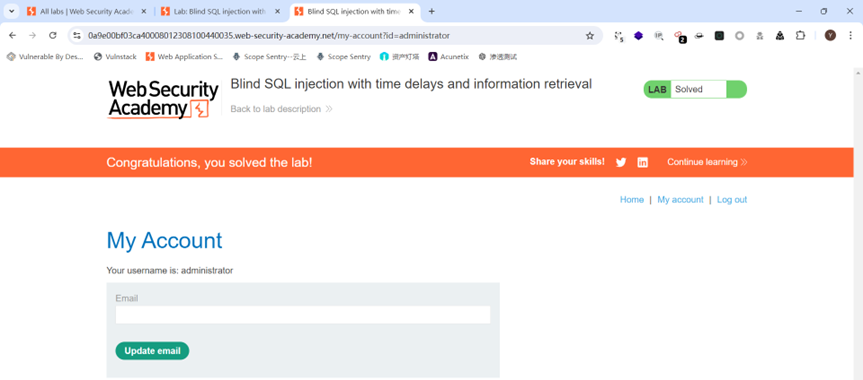 All labs | Web Security Acade
Lab: Blind SQL injection with
Blind SQL injection with time
0a9e00bf03ca40008012308100440035.web-security-academy.net/my-account?id=administrator
5
2
Y
Vulnerable By Des...
Vulnstack
Web Application S...
Scope Sentry--云上
Scope Sentry
资产灯塔
Acunetix
渗透测试
Web Security Academy
Blind SQL injection with time delays and information retrieval
Back to lab description
LAB Solved
Congratulations, you solved the lab!
Share your skills!
Continue learning
Home | My account | Log out
My Account
Your username is: administrator
Email
Update email